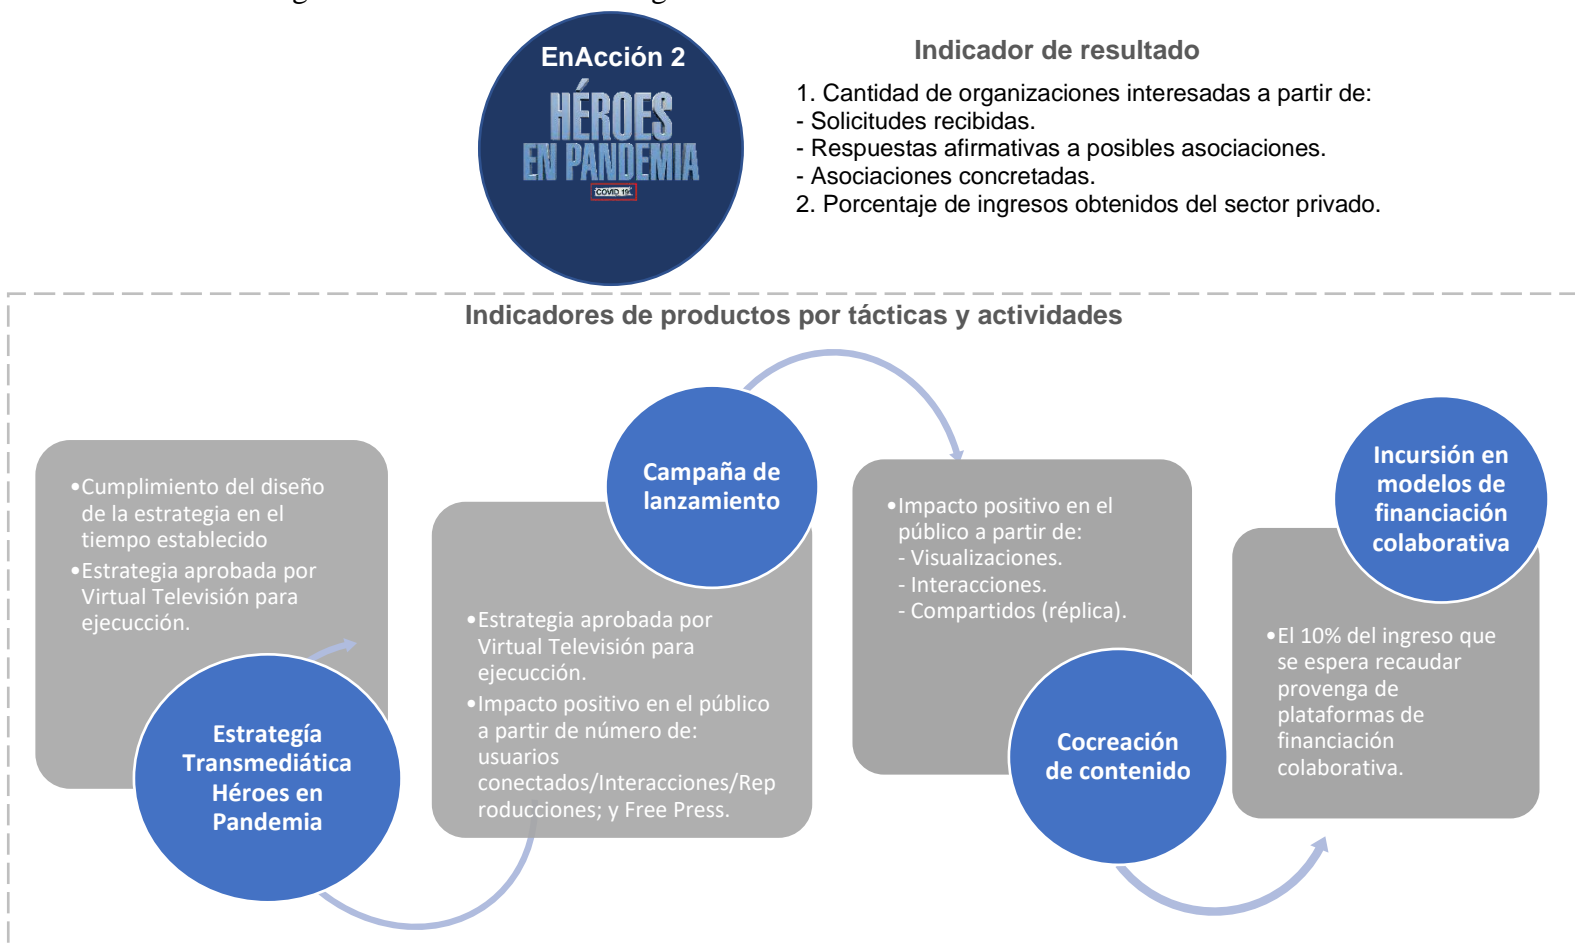 EnAcción 2
HÉROES
EN PANDEMIA
COVID 19
Indicador de resultado
1. Cantidad de organizaciones interesadas a partir de:
- Solicitudes recibidas.
- Respuestas afirmativas a posibles asociaciones.
- Asociaciones concretadas.
2. Porcentaje de ingresos obtenidos del sector privado.
Indicadores de productos por tácticas y actividades
•Cumplimiento del diseño
de la estrategia en el
tiempo establecido
•Estrategia aprobada por
Virtual Televisión para
ejecucción.
Estrategía
Transmediática
Héroes en
Pandemia
Campaña de
lanzamiento
•Estrategia aprobada por
Virtual Televisión para
ejecucción.
•Impacto positivo en el público
a partir de número de:
usuarios
conectados/Interacciones/Rep
roducciones; y Free Press.
•Impacto positivo en el
público a partir de:
- Visualizaciones.
- Interacciones.
- Compartidos (réplica).
Cocreación
de contenido
Incursión en
modelos de
financiación
colaborativa
•El 10% del ingreso que
se espera recaudar
provenga de
plataformas de
financiación
colaborativa.